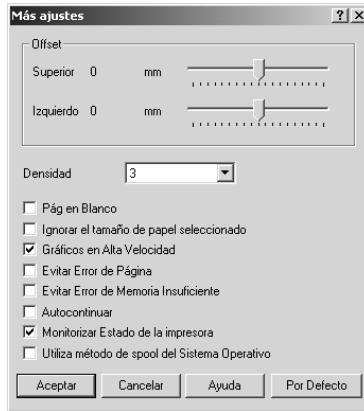 Más ajustes
Offset
Superior 0 mm
Izquierdo 0 mm
Densidad 3
Pág en Blanco
Ignorar el tamaño de papel seleccionado
Gráficos en Alta Velocidad
Evitar Error de Página
Evitar Error de Memoria Insuficiente
Autocontinuar
Monitorizar Estado de la impresora
Utiliza método de spool del Sistema Operativo
Aceptar Cancelar Ayuda Por Defecto